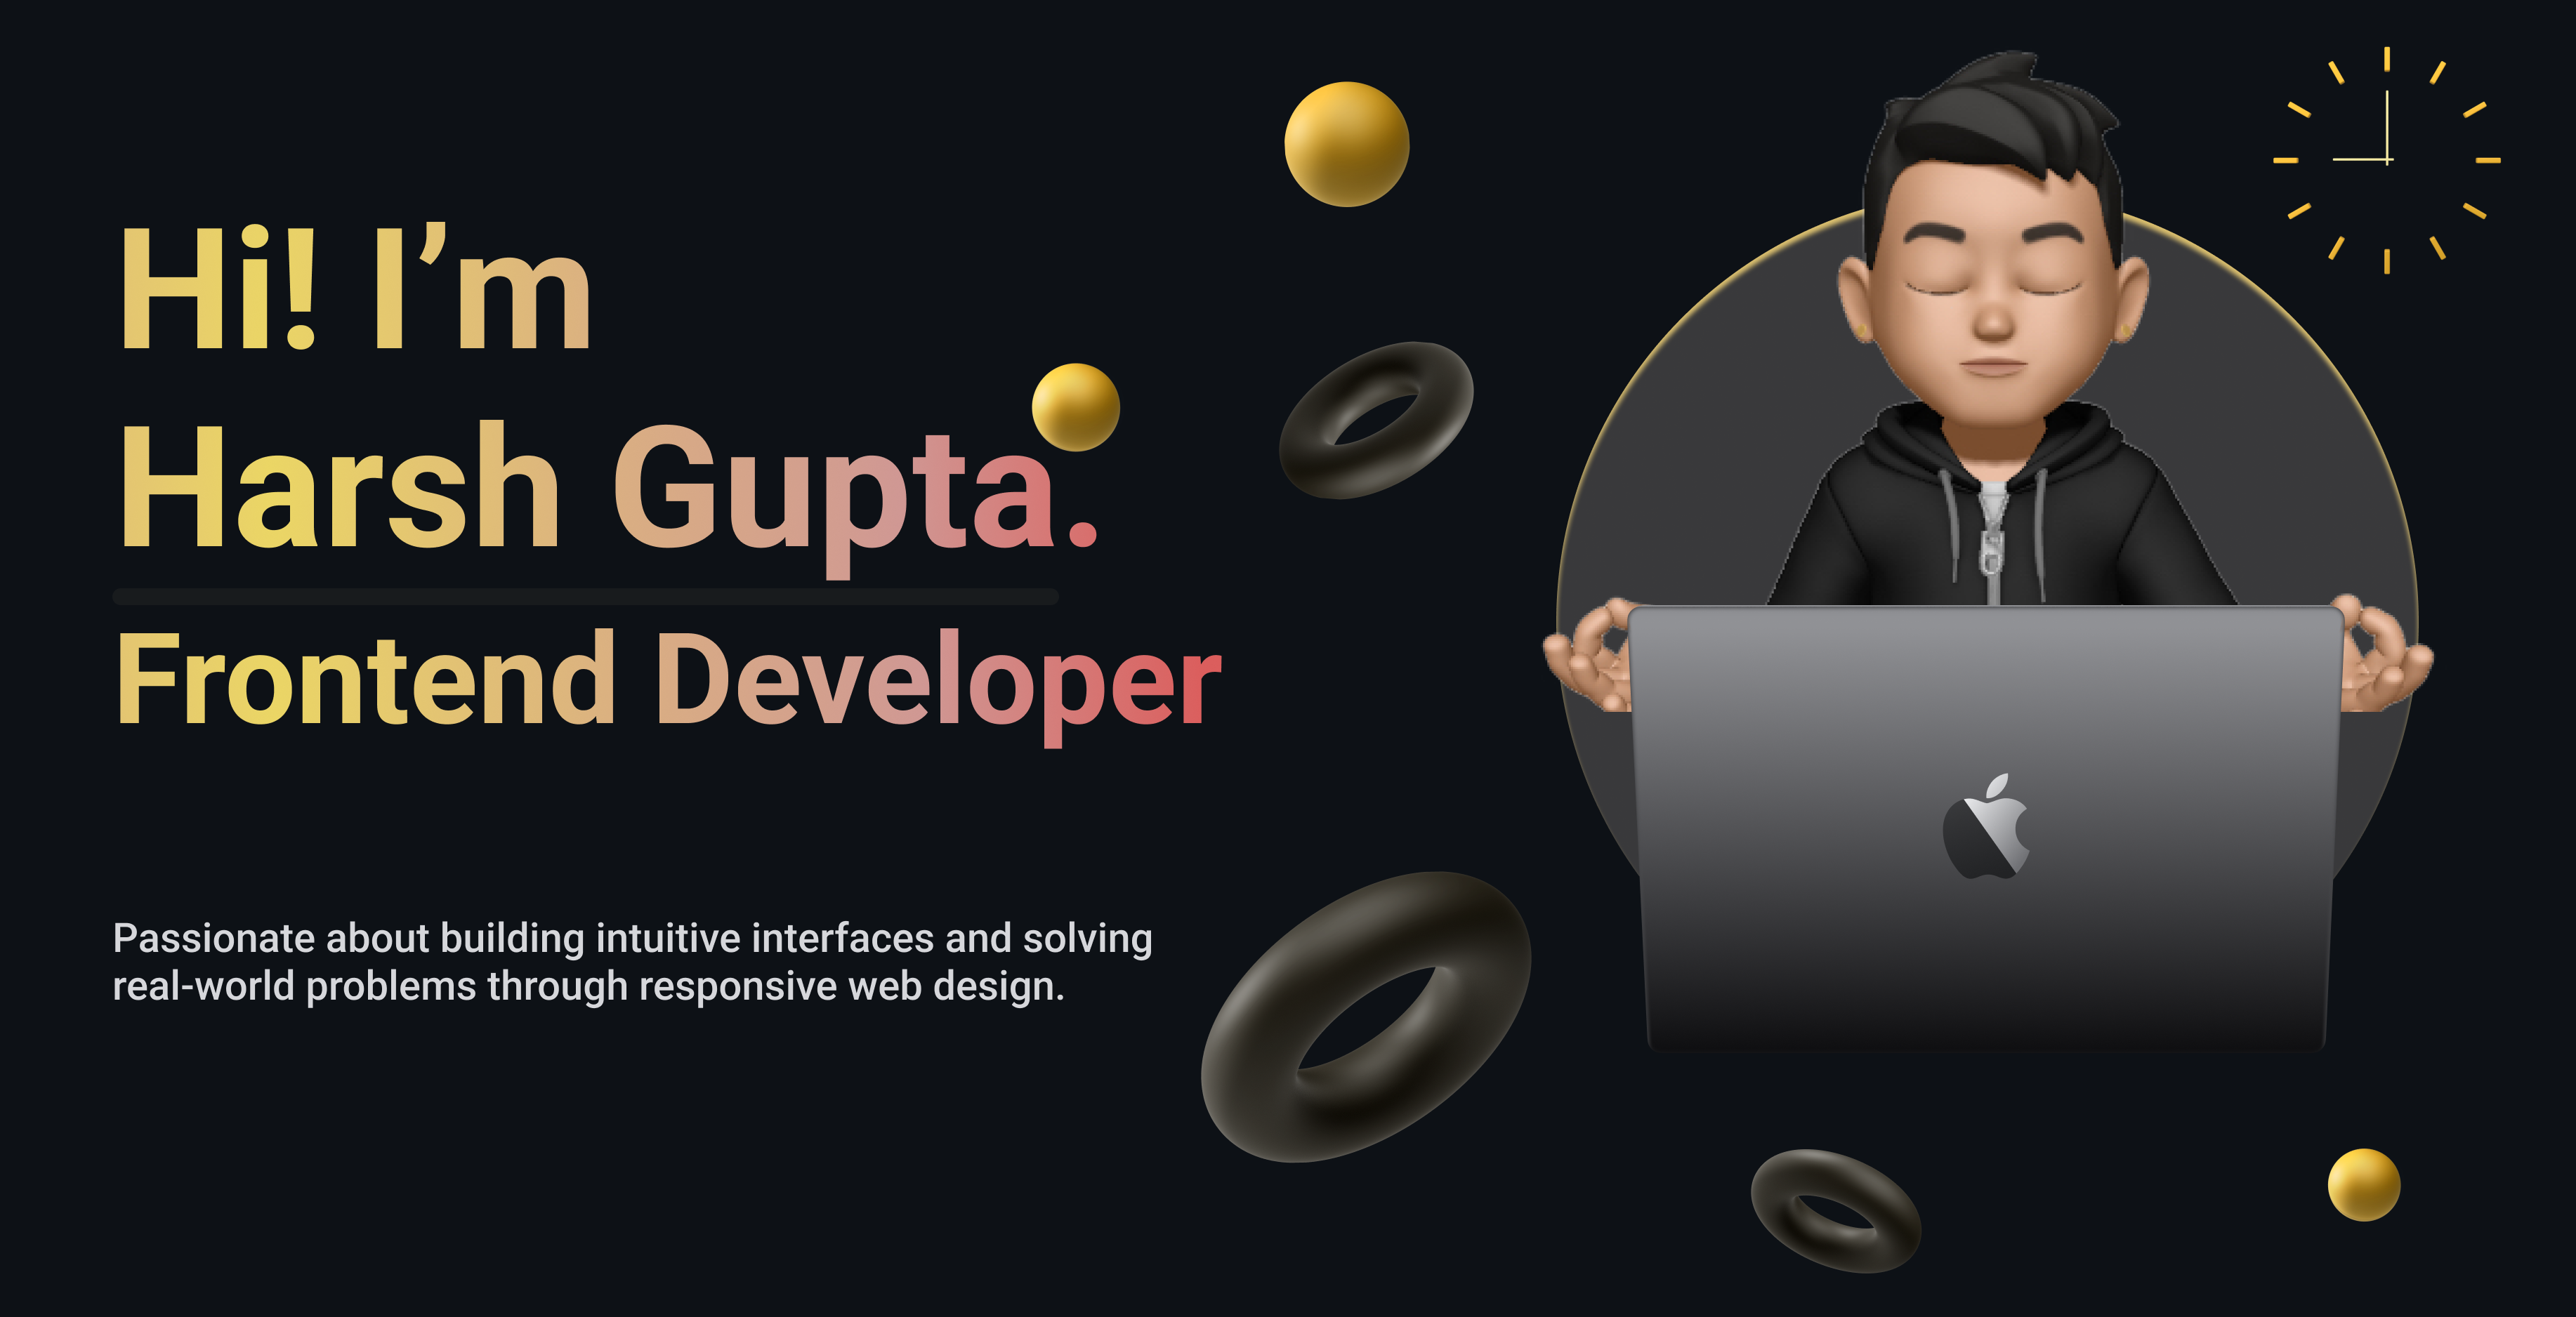 Hi! I’m
Harsh Gupta.
Frontend Developer
Passionate about building intuitive interfaces and solving
real-world problems through responsive web design.